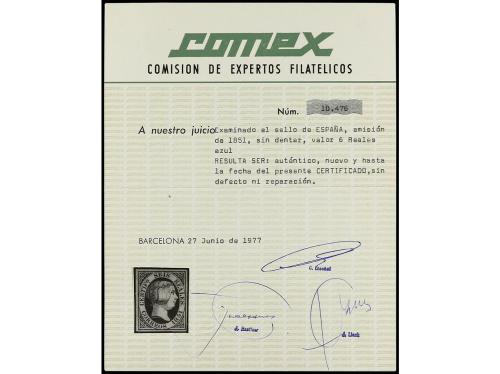 comex
COMISION DE EXPERTOS FILATELICOS
Núm. 10.476
A nuestro juicio Examinado el sello de ESPAÑA, emisión
de 1851, sin dentar, valor 6 Reales
azul
RESULTA SER: auténtico, nuevo y hasta
la fecha del presente CERTIFICADO, sin
defecto ni reparación.
BARCELONA 27 Junio de 1977
SEIS REALES